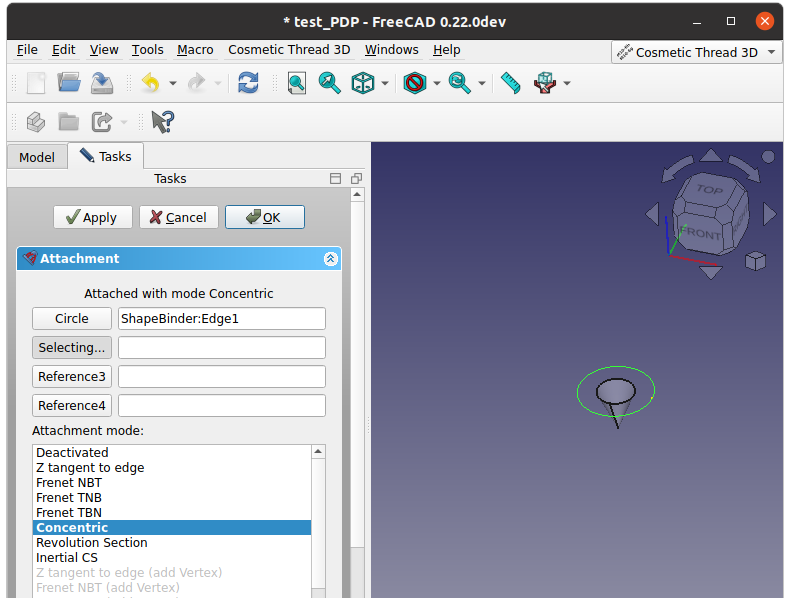 * test_PDP - FreeCAD 0.22.0dev
File Edit View Tools Macro Cosmetic Thread 3D Windows Help
Cosmetic Thread 3D
Model Tasks
Tasks
Apply Cancel OK
Attachment
Attached with mode Concentric
Circle ShapeBinder:Edge1
Selecting...
Reference3
Reference4
Attachment mode:
Deactivated
Z tangent to edge
Frenet NBT
Frenet TNB
Frenet TBN
Concentric
Revolution Section
Inertial CS
Z tangent to edge (add Vertex)
Frenet NBT (add Vertex)
TOP
FRONT